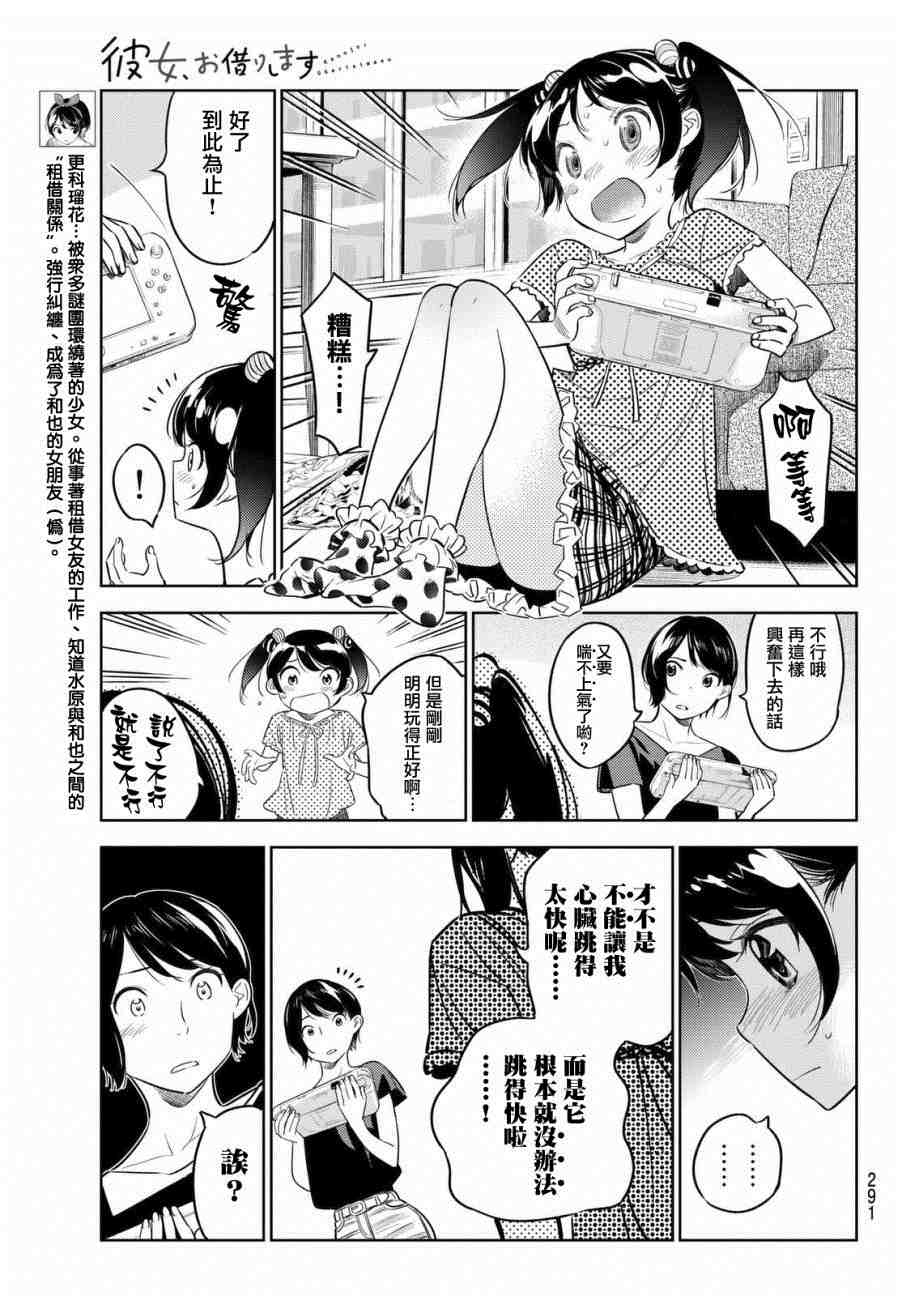 彼女、お借りします
更科瑠花…被眾多謎團環繞著的少女。從事著租借女友的工作、知道水原與和也之間的
“租借關係”。強行糾纏、成爲了和也的女朋友（偽）。
啊等等
糟糕…！
好了
到此為止！
驚
！
不行哦
再這樣
興奮下去的話
又要
喘不上氣了喲？
但是剛剛
明明玩得正好啊…
說了不行
就是不行
……
才不是
不能讓我
心臟跳得
太快呢……
而是它
根本就沒辦法
跳得快啦
……！
誒？
291